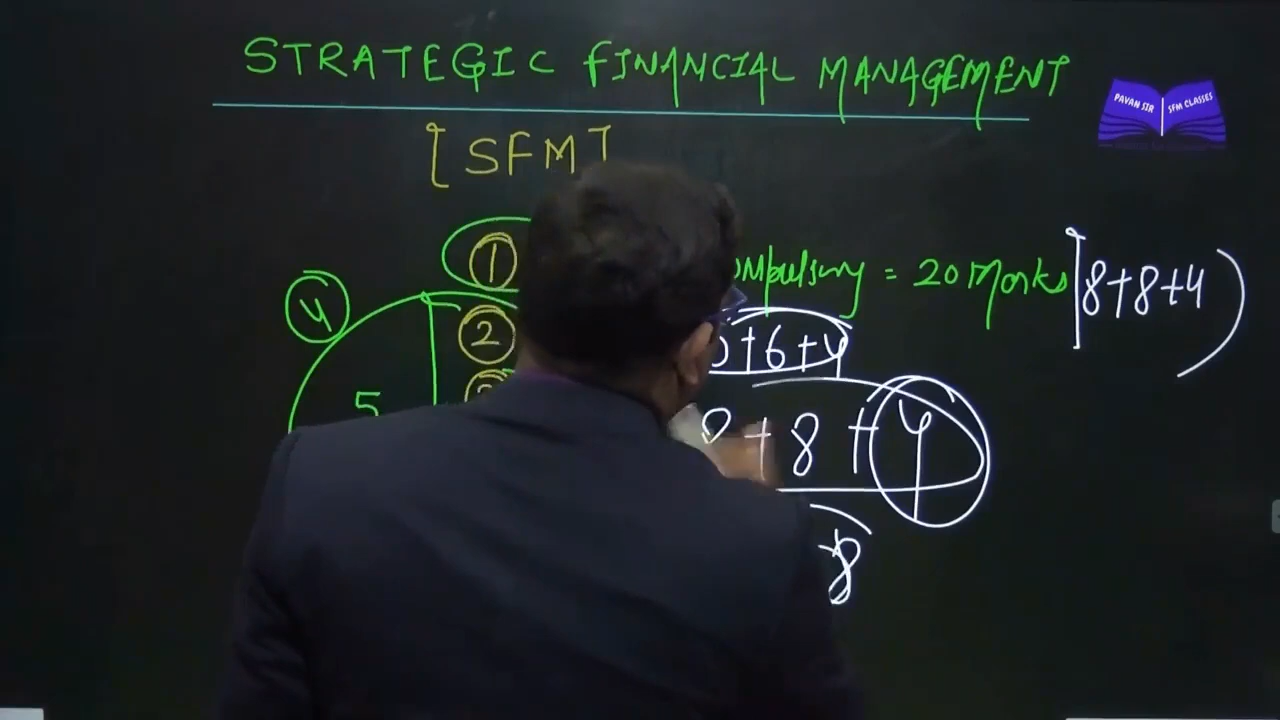 STRATEGIC FINANCIAL MANAGEMENT
PAVAN SIR SFM CLASSES
[SFM]
1 = 20 Marks [8+8+4)
4
2 +6+4
5 8+8+4
+8